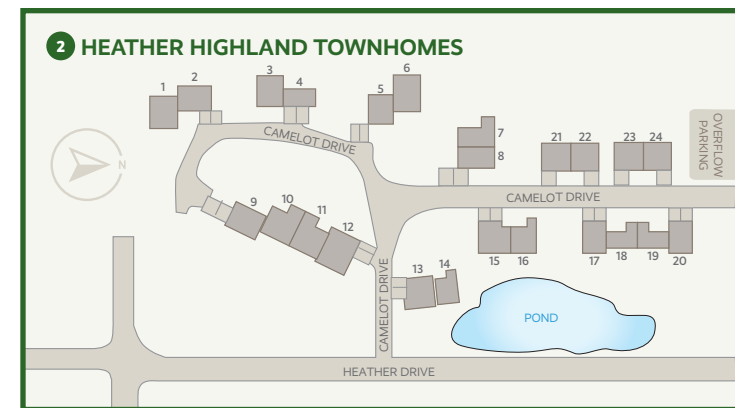 2 HEATHER HIGHLAND TOWNHOMES
1
2
3
4
5
6
7
8
21
22
23
24
OVERFLOW
PARKING
N
CAMELOT DRIVE
CAMELOT DRIVE
9
10
11
12
15
16
17
18
19
20
13
14
CAMELOT DRIVE
POND
HEATHER DRIVE